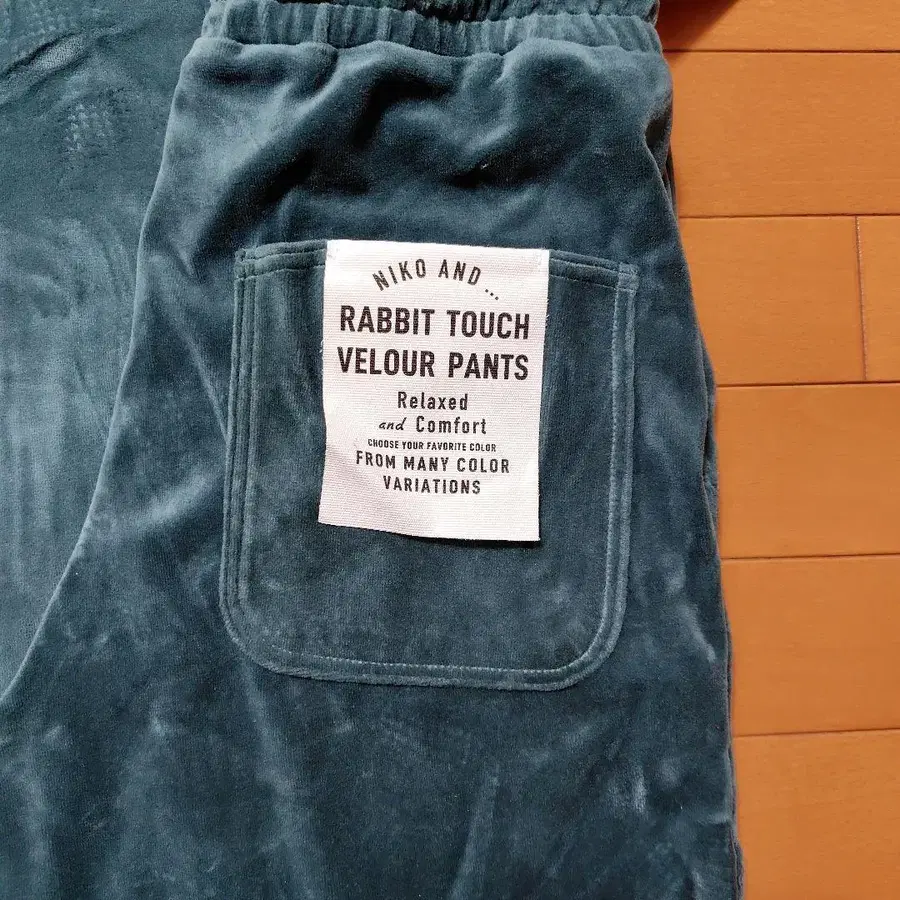 NIKO AND...
RABBIT TOUCH
VELOUR PANTS
Relaxed
and Comfort
CHOOSE YOUR FAVORITE COLOR
FROM MANY COLOR
VARIATIONS